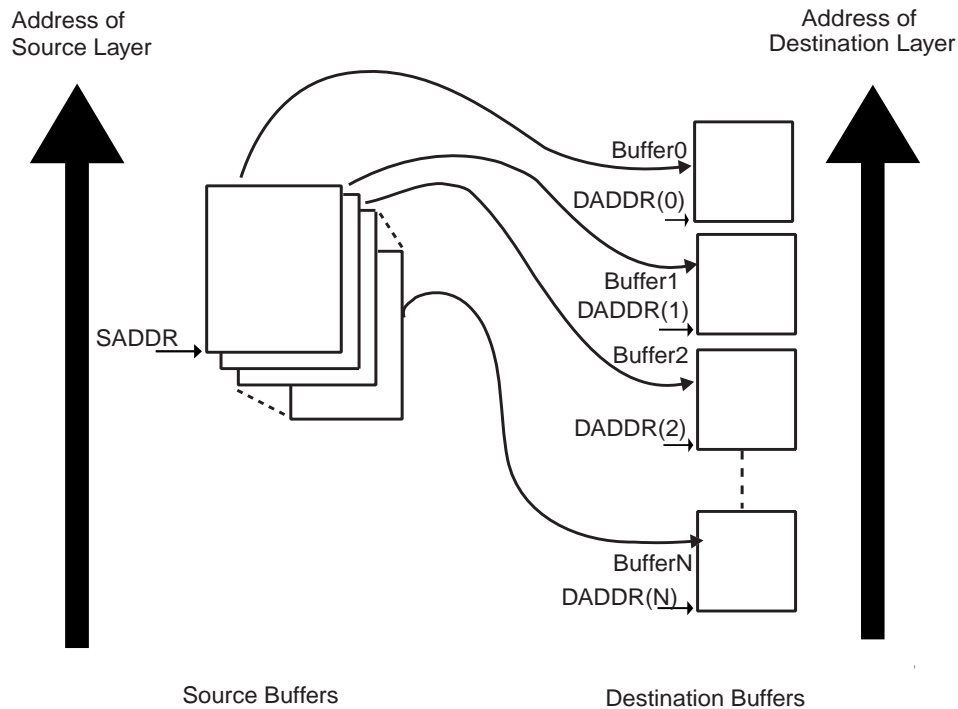 Address of
Source Layer
Address of
Destination Layer
Buffer0
DADDR(0)
Buffer1
DADDR(1)
SADDR
Buffer2
DADDR(2)
BufferN
DADDR(N)
Source Buffers
Destination Buffers